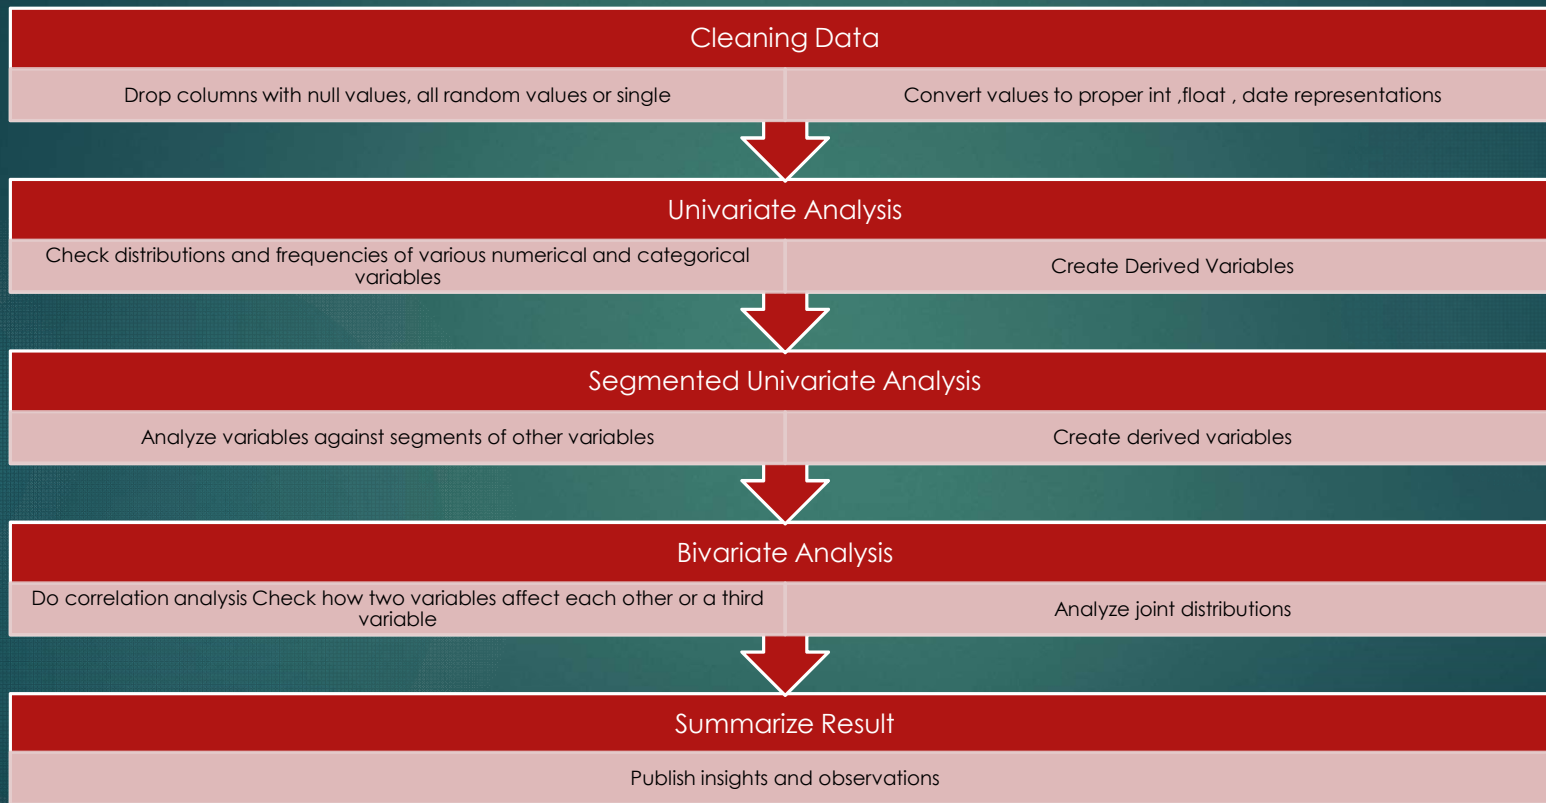 Cleaning Data
Drop columns with null values, all random values or single
Convert values to proper int ,float , date representations
Univariate Analysis
Check distributions and frequencies of various numerical and categorical
variables
Create Derived Variables
Segmented Univariate Analysis
Analyze variables against segments of other variables
Create derived variables
Bivariate Analysis
Do correlation analysis Check how two variables affect each other or a third
variable
Analyze joint distributions
Summarize Result
Publish insights and observations